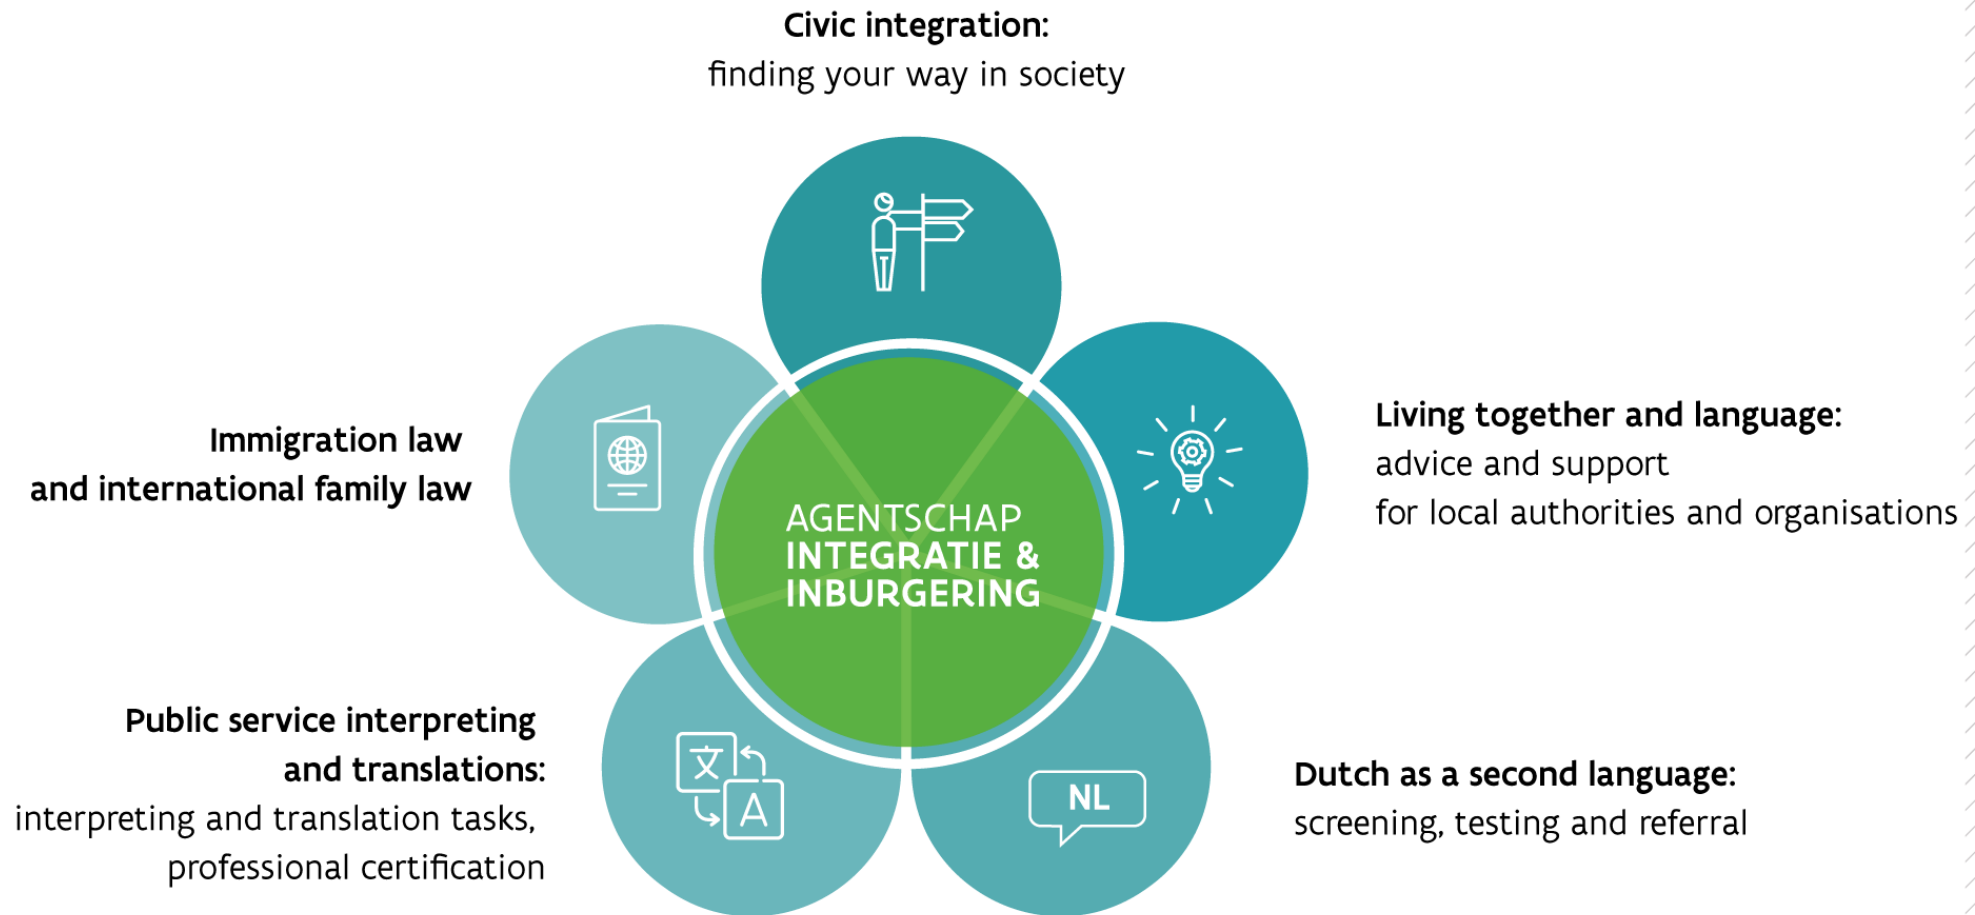 Civic integration:
finding your way in society
Immigration law
and international family law
Living together and language:
advice and support
for local authorities and organisations
AGENTSCHAP
INTEGRATIE &
INBURGERING
Public service interpreting
and translations:
interpreting and translation tasks,
professional certification
文
A
NL
Dutch as a second language:
screening, testing and referral